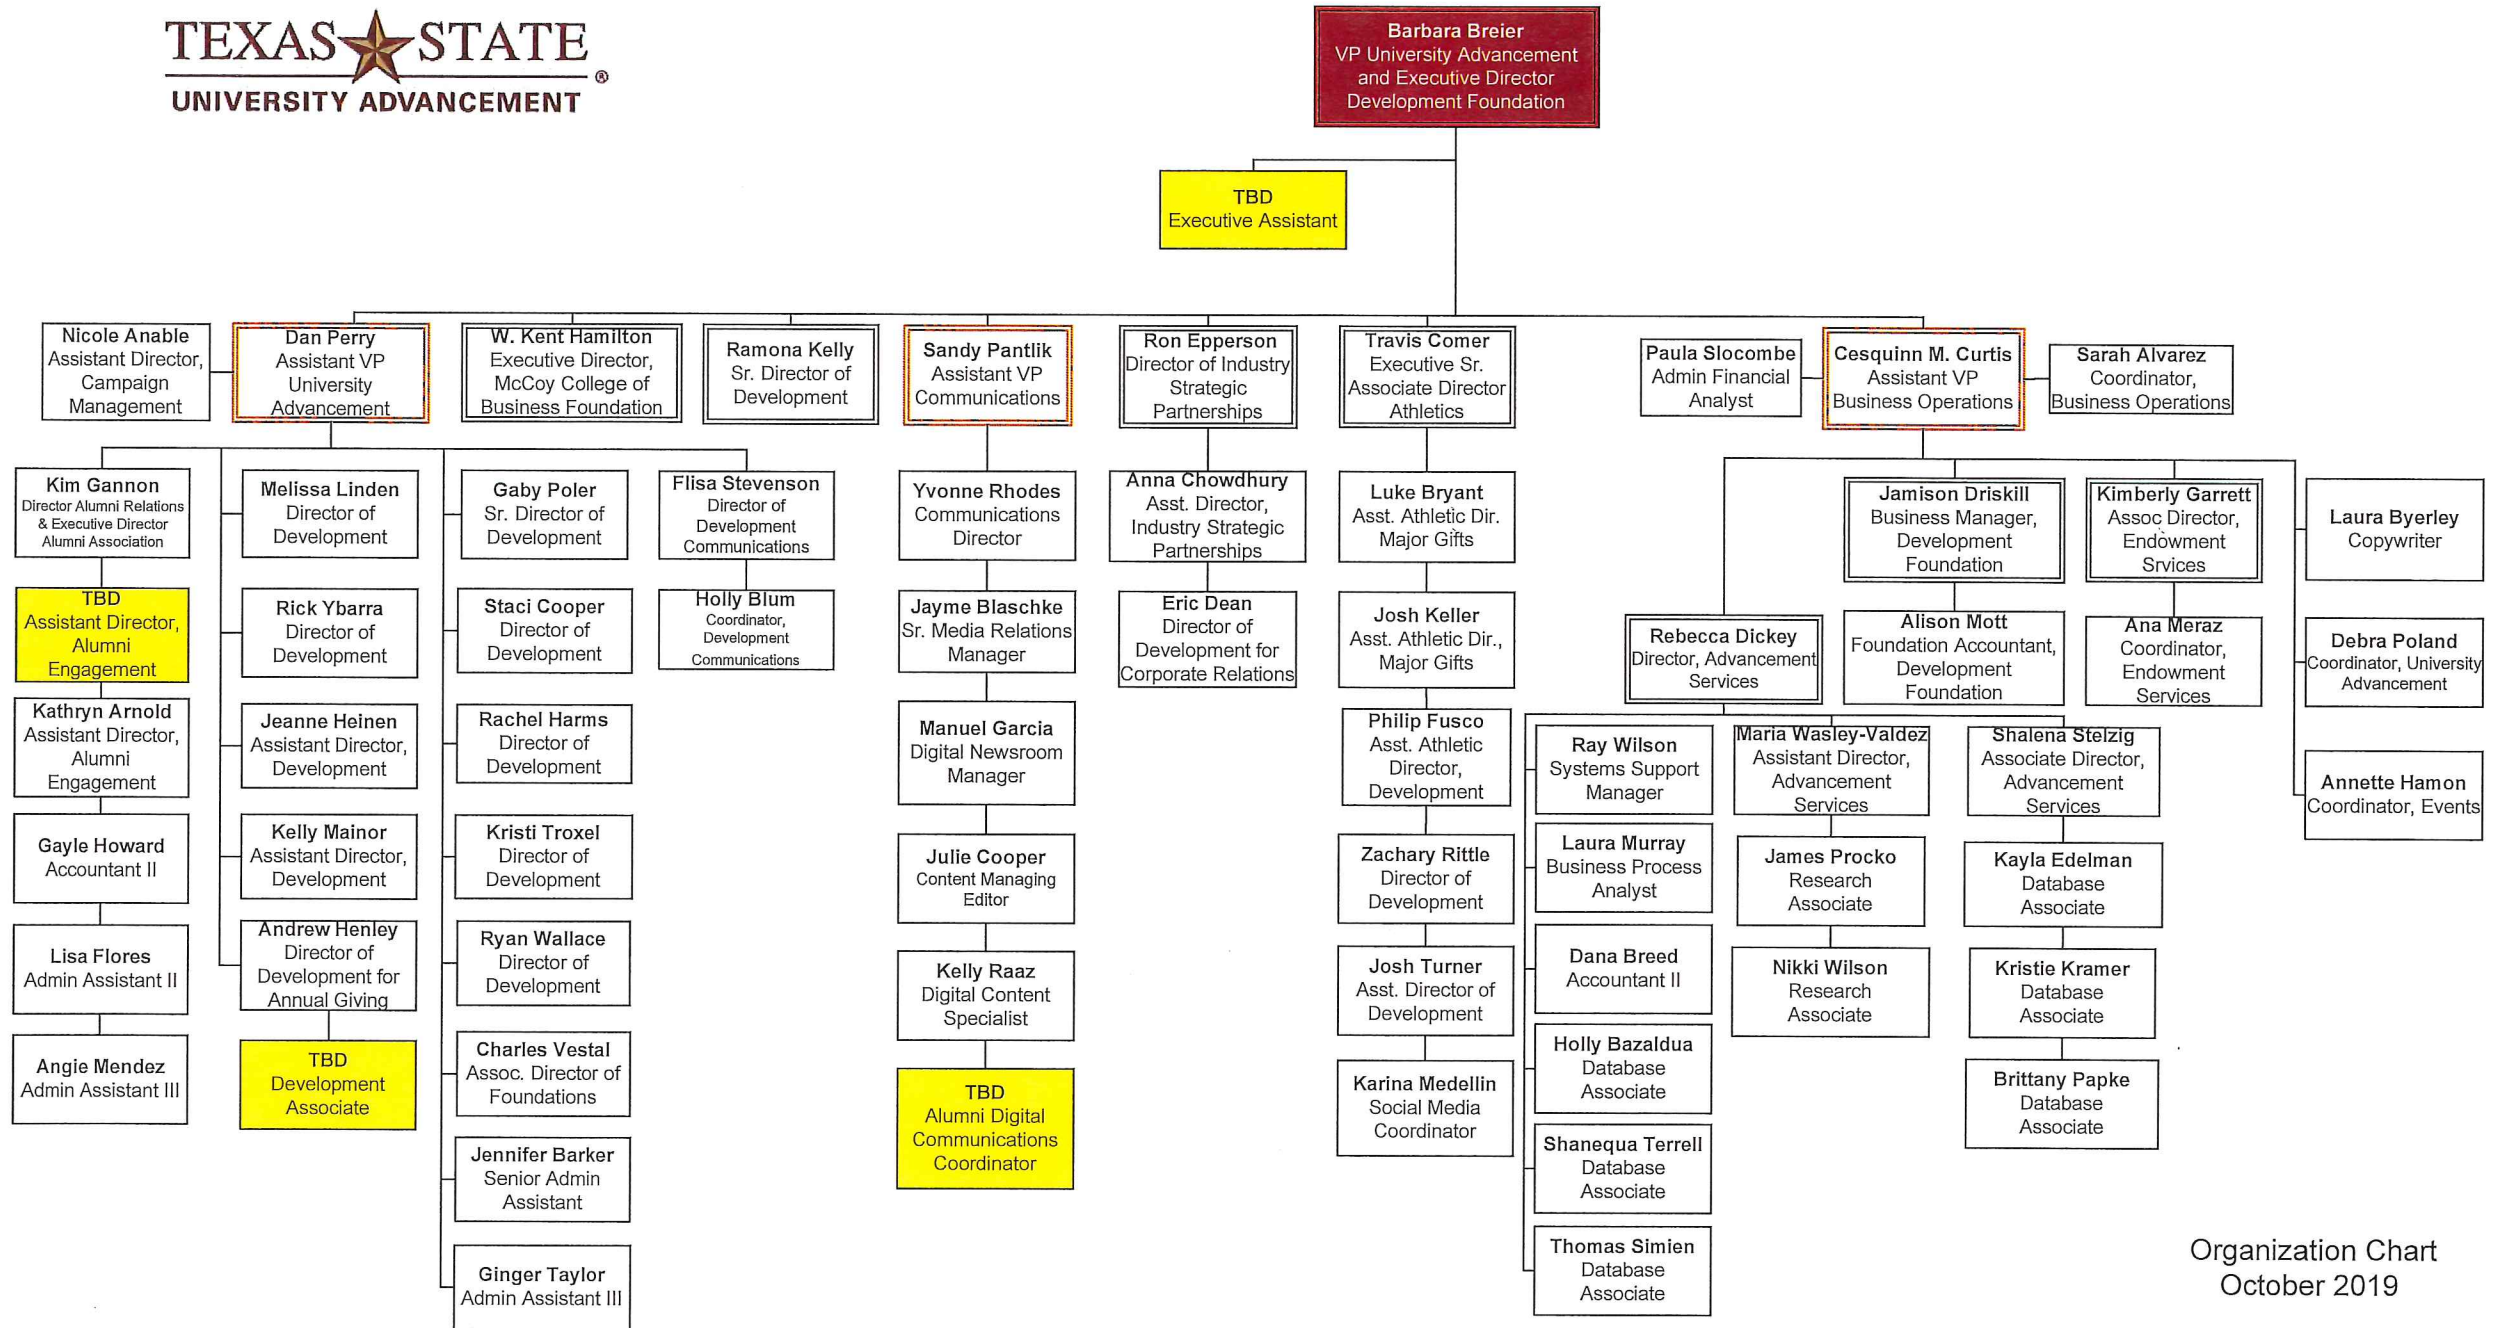 TEXAS STATE
®
UNIVERSITY ADVANCEMENT
Barbara Breier
VP University Advancement
and Executive Director
Development Foundation
TBD
Executive Assistant
Nicole Anable
Assistant Director,
Campaign
Management
Dan Perry
Assistant VP
University
Advancement
W. Kent Hamilton
Executive Director,
McCoy College of
Business Foundation
Ramona Kelly
Sr. Director of
Development
Sandy Pantlik
Assistant VP
Communications
Ron Epperson
Director of Industry
Strategic
Partnerships
Travis Comer
Executive Sr.
Associate Director
Athletics
Paula Slocombe
Admin Financial
Analyst
Cesquinn M. Curtis
Assistant VP
Business Operations
Sarah Alvarez
Coordinator,
Business Operations
Kim Gannon
Director Alumni Relations
& Executive Director
Alumni Association
TBD
Assistant Director,
Alumni
Engagement
Kathryn Arnold
Assistant Director,
Alumni
Engagement
Gayle Howard
Accountant II
Lisa Flores
Admin Assistant II
Angie Mendez
Admin Assistant III
Melissa Linden
Director of
Development
Rick Ybarra
Director of
Development
Jeanne Heinen
Assistant Director,
Development
Kelly Mainor
Assistant Director,
Development
Andrew Henley
Director of
Development for
Annual Giving
TBD
Development
Associate
Gaby Poler
Sr. Director of
Development
Staci Cooper
Director of
Development
Rachel Harms
Director of
Development
Kristi Troxel
Director of
Development
Ryan Wallace
Director of
Development
Charles Vestal
Assoc. Director of
Foundations
Jennifer Barker
Senior Admin
Assistant
Ginger Taylor
Admin Assistant III
Flisa Stevenson
Director of
Development
Communications
Holly Blum
Coordinator,
Development
Communications
Yvonne Rhodes
Communications
Director
Jayme Blaschke
Sr. Media Relations
Manager
Manuel Garcia
Digital Newsroom
Manager
Julie Cooper
Content Managing
Editor
Kelly Raaz
Digital Content
Specialist
TBD
Alumni Digital
Communications
Coordinator
Anna Chowdhury
Asst. Director,
Industry Strategic
Partnerships
Eric Dean
Director of
Development for
Corporate Relations
Luke Bryant
Asst. Athletic Dir.
Major Gifts
Josh Keller
Asst. Athletic Dir.,
Major Gifts
Philip Fusco
Asst. Athletic
Director,
Development
Zachary Rittle
Director of
Development
Josh Turner
Asst. Director of
Development
Karina Medellin
Social Media
Coordinator
Rebecca Dickey
Director, Advancement
Services
Ray Wilson
Systems Support
Manager
Laura Murray
Business Process
Analyst
Dana Breed
Accountant II
Holly Bazaldua
Database
Associate
Shanequa Terrell
Database
Associate
Thomas Simien
Database
Associate
Maria Wasley-Valdez
Assistant Director,
Advancement
Services
James Procko
Research
Associate
Nikki Wilson
Research
Associate
Shalena Stelzig
Associate Director,
Advancement
Services
Kayla Edelman
Database
Associate
Kristie Kramer
Database
Associate
Brittany Papke
Database
Associate
Jamison Driskill
Business Manager,
Development
Foundation
Alison Mott
Foundation Accountant,
Development
Foundation
Kimberly Garrett
Assoc Director,
Endowment
Srvices
Ana Meraz
Coordinator,
Endowment
Services
Laura Byerley
Copywriter
Debra Poland
Coordinator, University
Advancement
Annette Hamon
Coordinator, Events
Organization Chart
October 2019